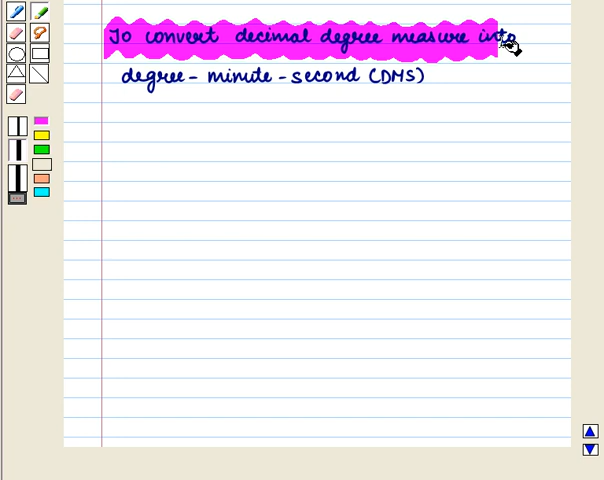 To convert decimal degree measure into
degree - minute - second (DMS)